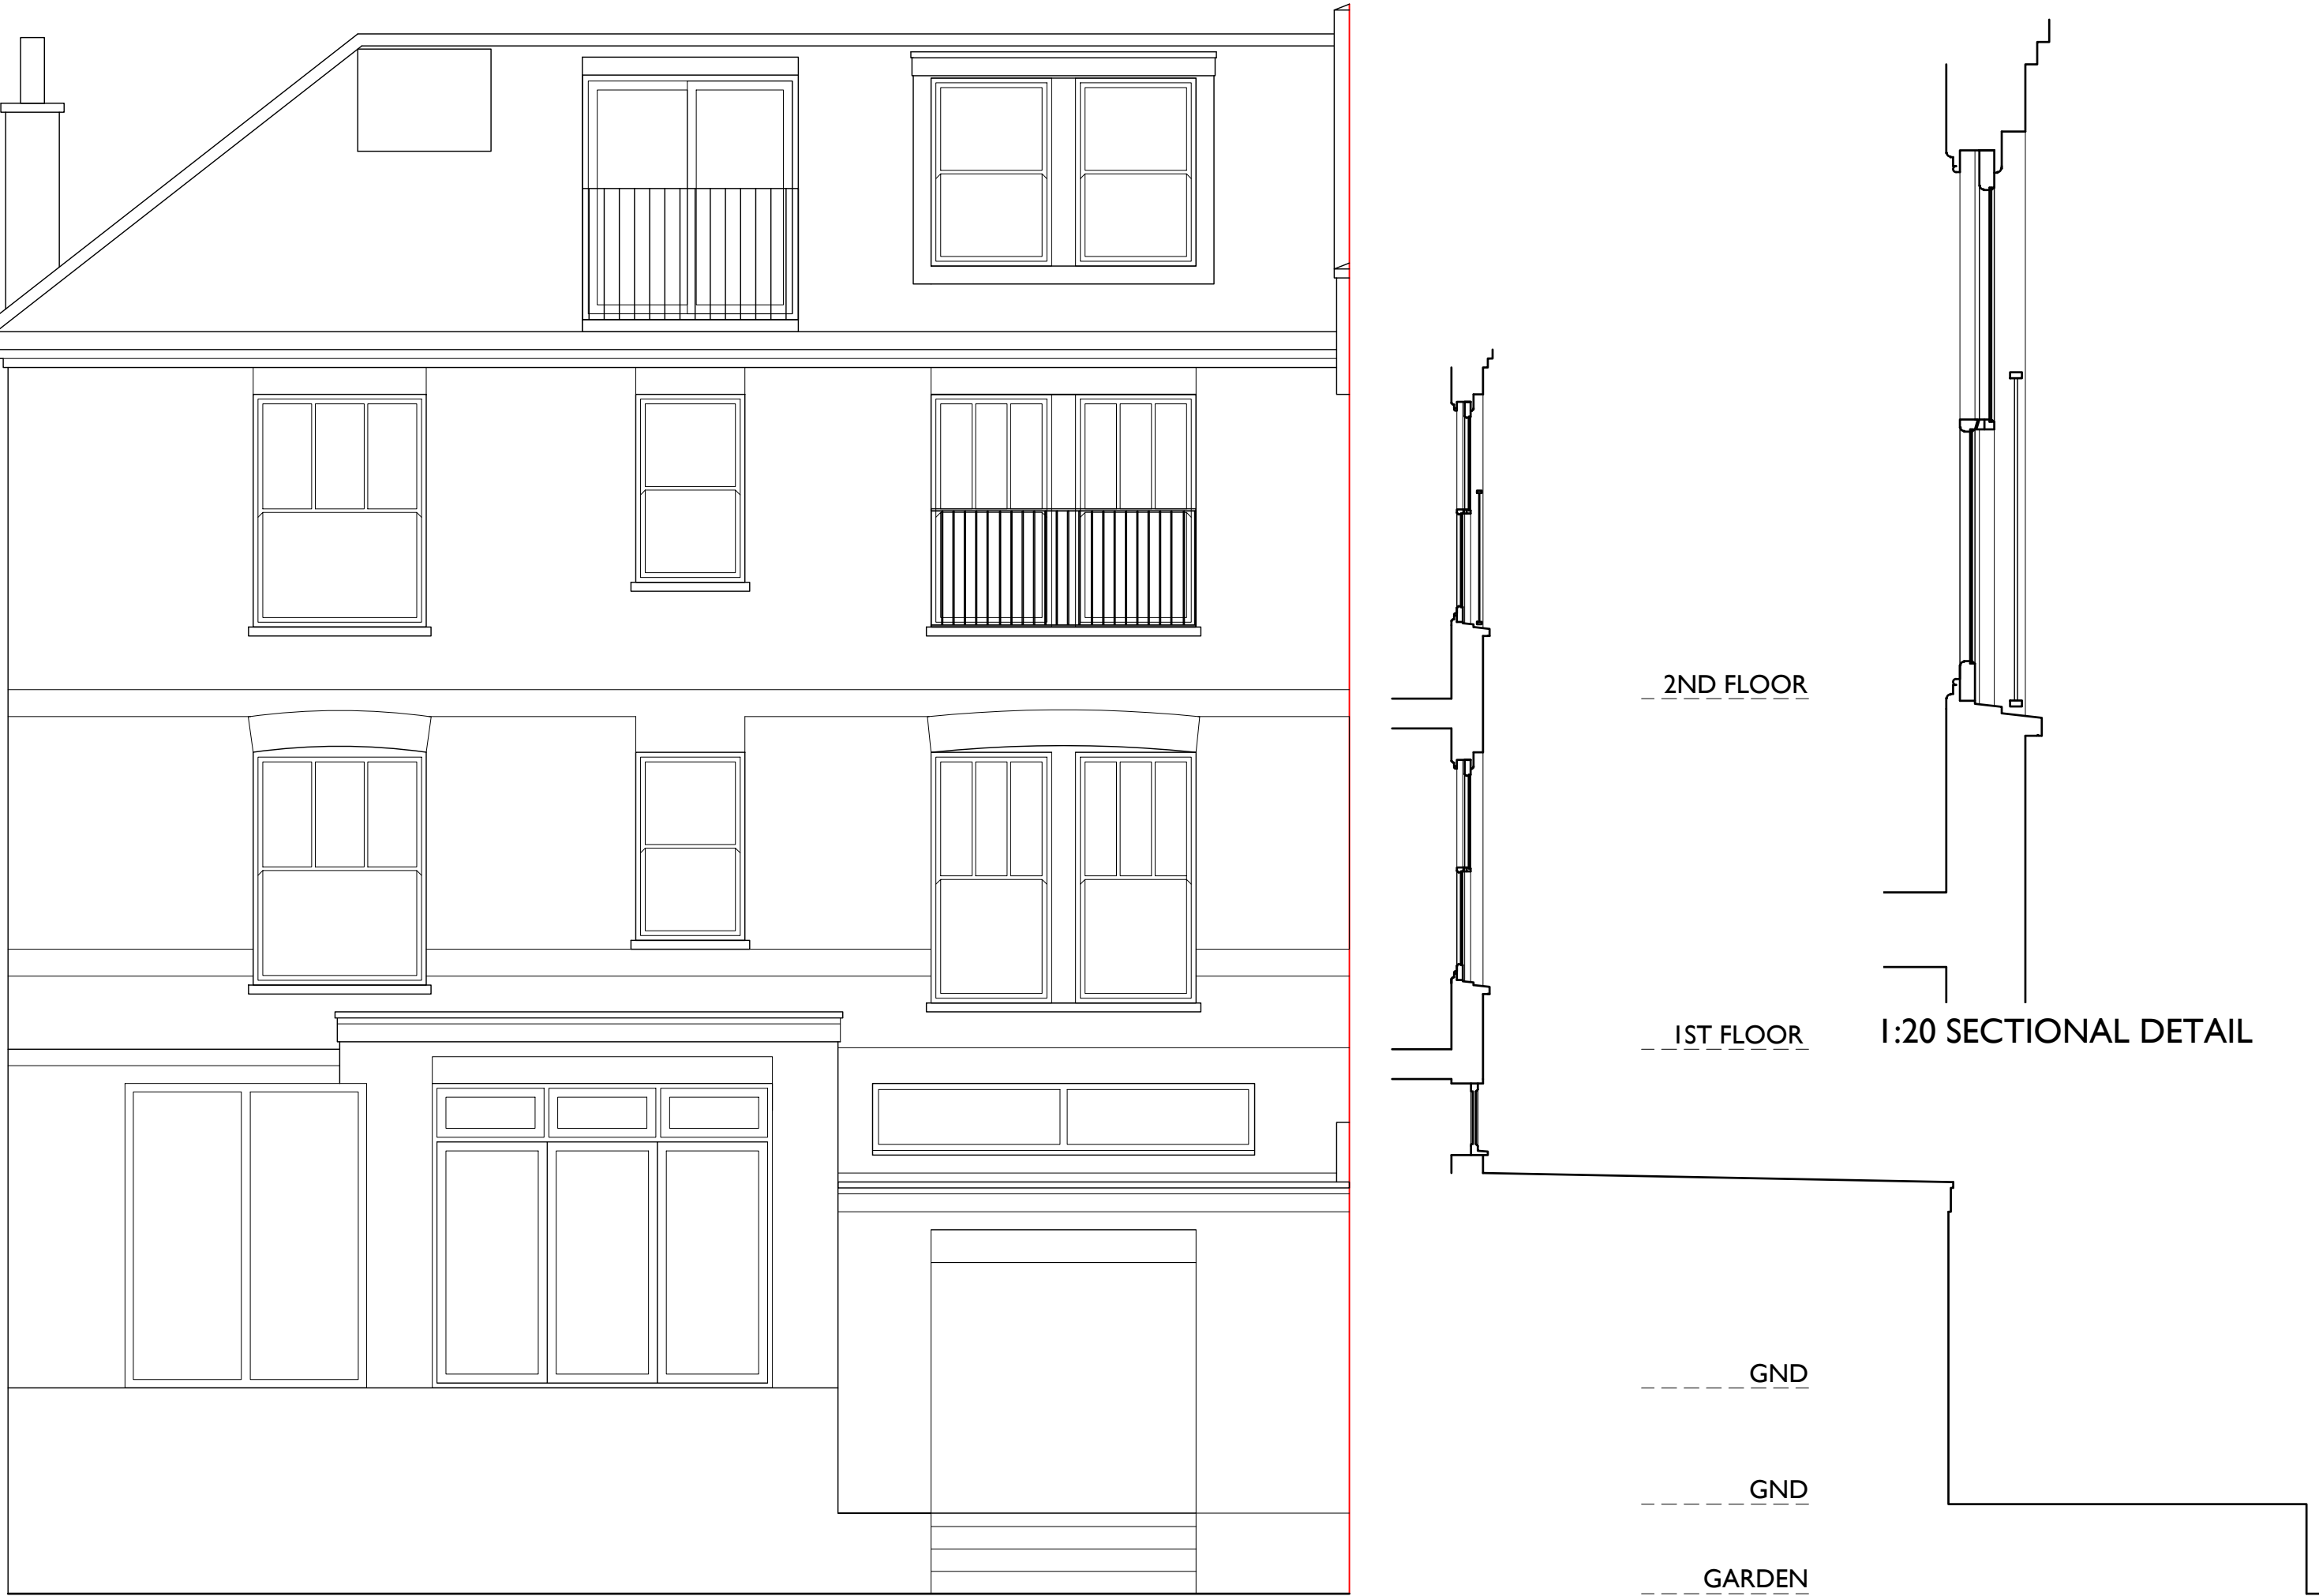 2ND FLOOR
1ST FLOOR
1:20 SECTIONAL DETAIL
GND
GND
GARDEN